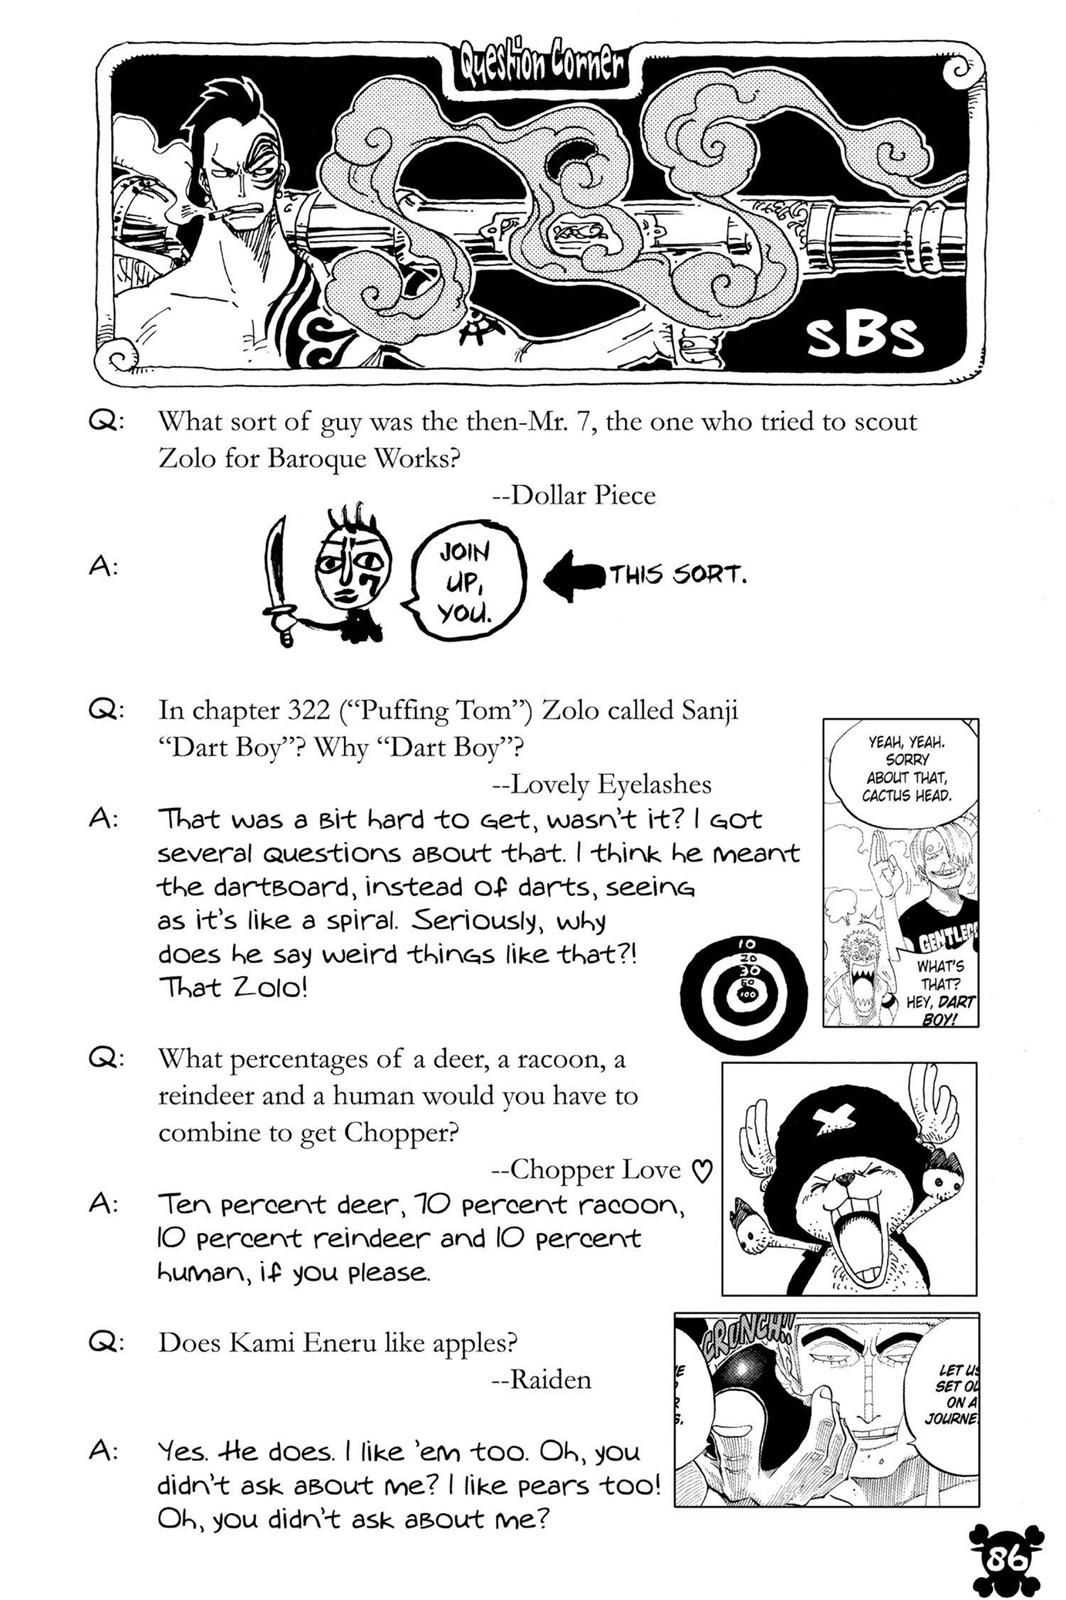 Question Corner
SBS
Q: What sort of guy was the then-Mr. 7, the one who tried to scout
Zolo for Baroque Works?
--Dollar Piece
A:
JOIN
UP,
YOU.
THIS SORT.
Q: In chapter 322 (“Puffing Tom”) Zolo called Sanji
“Dart Boy”? Why “Dart Boy”?
--Lovely Eyelashes
A: That was a bit hard to get, wasn't it? I got
several questions about that. I think he meant
the dartboard, instead of darts, seeing
as it's like a spiral. Seriously, why
does he say weird things like that?!
That Zolo!
10
20
30
50
100
YEAH, YEAH.
SORRY
ABOUT THAT,
CACTUS HEAD.
GENTLE
WHAT'S
THAT?
HEY, DART
BOY!
Q: What percentages of a deer, a racoon, a
reindeer and a human would you have to
combine to get Chopper?
--Chopper Love ♡
A: Ten percent deer, 70 percent racoon,
10 percent reindeer and 10 percent
human, if you please.
Q: Does Kami Eneru like apples?
--Raiden
CRUNCH!!
LET US
SET OU
ON A
JOURNE
A: Yes. He does. I like 'em too. Oh, you
didn't ask about me? I like pears too!
Oh, you didn't ask about me?
86